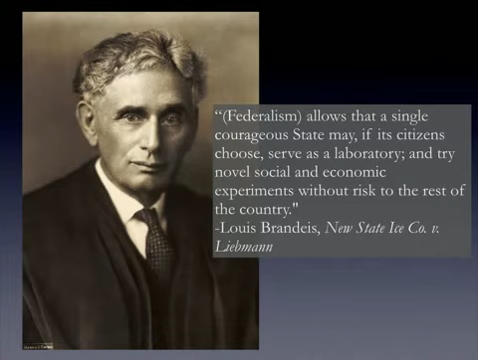 “(Federalism) allows that a single
courageous State may, if its citizens
choose, serve as a laboratory; and try
novel social and economic
experiments without risk to the rest of
the country."
-Louis Brandeis, New State Ice Co. v.
Liebmann